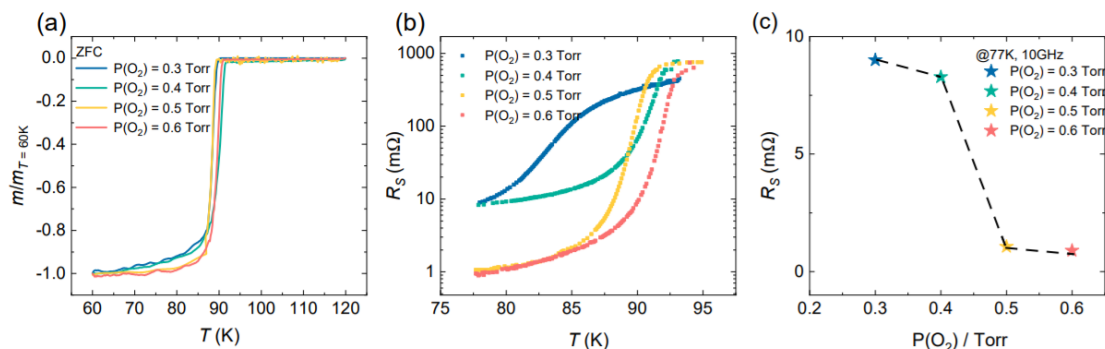 (a)
ZFC
P(O₂) = 0.3 Torr
P(O₂) = 0.4 Torr
P(O₂) = 0.5 Torr
P(O₂) = 0.6 Torr
0.0
-0.2
-0.4
-0.6
-0.8
-1.0
m/m_{T = 60K}
60 70 80 90 100 110 120
T (K)
(b)
P(O₂) = 0.3 Torr
P(O₂) = 0.4 Torr
P(O₂) = 0.5 Torr
P(O₂) = 0.6 Torr
1000
100
10
1
R_S (mΩ)
75 80 85 90 95
T (K)
(c)
@77K, 10GHz
P(O₂) = 0.3 Torr
P(O₂) = 0.4 Torr
P(O₂) = 0.5 Torr
P(O₂) = 0.6 Torr
10
5
0
R_S (mΩ)
0.2 0.3 0.4 0.5 0.6
P(O₂) / Torr